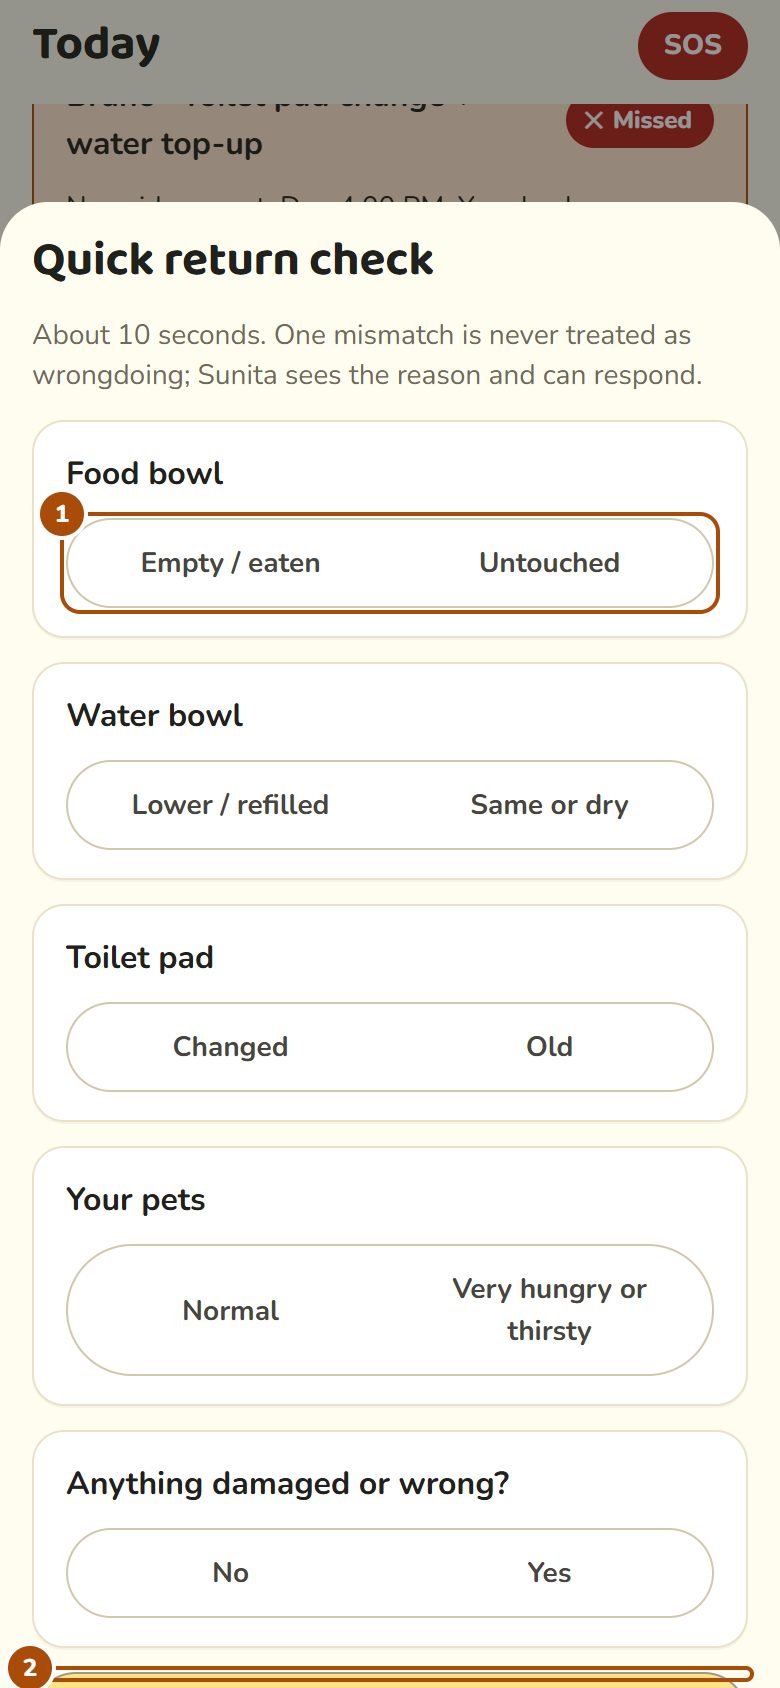 Today
SOS
water top-up
✕ Missed
Quick return check
About 10 seconds. One mismatch is never treated as
wrongdoing; Sunita sees the reason and can respond.
Food bowl
1
Empty / eaten
Untouched
Water bowl
Lower / refilled
Same or dry
Toilet pad
Changed
Old
Your pets
Normal
Very hungry or
thirsty
Anything damaged or wrong?
No
Yes
2